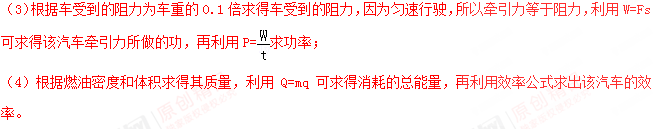 （3）根据车受到的阻力为车重的0.1倍求得车受到的阻力，因为匀速行驶，所以牵引力等于阻力，利用W=Fs
可求得该汽车牵引力所做的功，再利用P=W/t求功率；
（4）根据燃油密度和体积求得其质量，利用 Q=mq 可求得消耗的总能量，再利用效率公式求出该汽车的效
率。